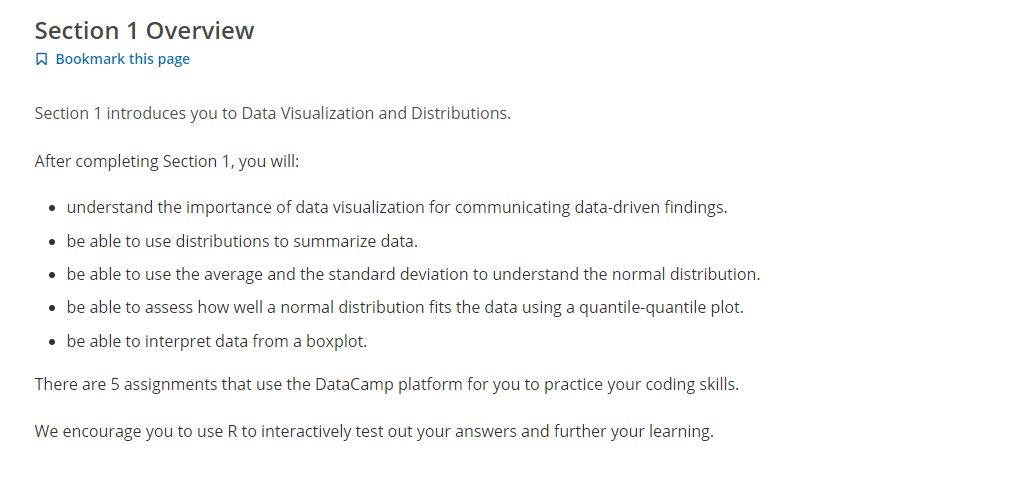 Section 1 Overview
Bookmark this page
Section 1 introduces you to Data Visualization and Distributions.
After completing Section 1, you will:
• understand the importance of data visualization for communicating data-driven findings.
• be able to use distributions to summarize data.
• be able to use the average and the standard deviation to understand the normal distribution.
• be able to assess how well a normal distribution fits the data using a quantile-quantile plot.
• be able to interpret data from a boxplot.
There are 5 assignments that use the DataCamp platform for you to practice your coding skills.
We encourage you to use R to interactively test out your answers and further your learning.